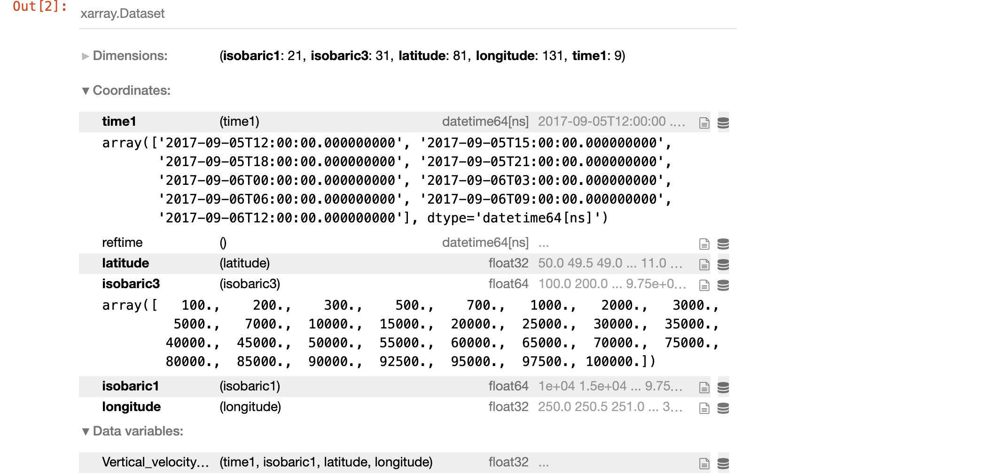 Out[2]:
xarray.Dataset
► Dimensions: (isobaric1: 21, isobaric3: 31, latitude: 81, longitude: 131, time1: 9)
▼ Coordinates:
time1 (time1) datetime64[ns] 2017-09-05T12:00:00 ....
array(['2017-09-05T12:00:00.000000000', '2017-09-05T15:00:00.000000000',
'2017-09-05T18:00:00.000000000', '2017-09-05T21:00:00.000000000',
'2017-09-06T00:00:00.000000000', '2017-09-06T03:00:00.000000000',
'2017-09-06T06:00:00.000000000', '2017-09-06T09:00:00.000000000',
'2017-09-06T12:00:00.000000000'], dtype='datetime64[ns]')
reftime () datetime64[ns] ...
latitude (latitude) float32 50.0 49.5 49.0 ... 11.0 ...
isobaric3 (isobaric3) float64 100.0 200.0 ... 9.75e+0...
array([ 100., 200., 300., 500., 700., 1000., 2000., 3000.,
5000., 7000., 10000., 15000., 20000., 25000., 30000., 35000.,
40000., 45000., 50000., 55000., 60000., 65000., 70000., 75000.,
80000., 85000., 90000., 92500., 95000., 97500., 100000.])
isobaric1 (isobaric1) float64 1e+04 1.5e+04 ... 9.75...
longitude (longitude) float32 250.0 250.5 251.0 ... 3...
▼ Data variables:
Vertical_velocity... (time1, isobaric1, latitude, longitude) float32 ...